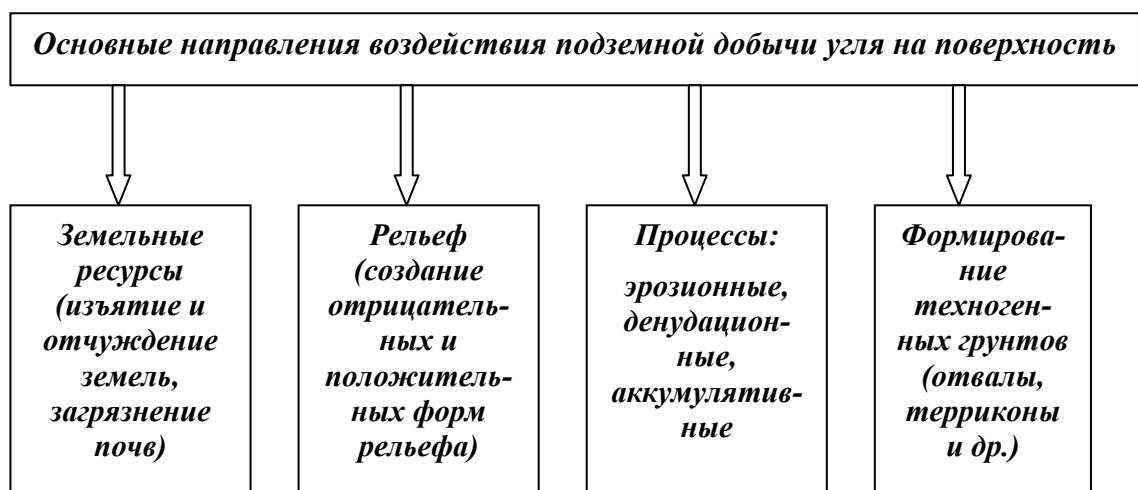 Основные направления воздействия подземной добычи угля на поверхность
Земельные
ресурсы
(изъятие и
отчуждение
земель,
загрязнение
почв)
Рельеф
(создание
отрицатель-
ных и
положитель-
ных форм
рельефа)
Процессы:
эрозионные,
денудацион-
ные,
аккумулятив-
ные
Формирова-
ние
техноген-
ных грунтов
(отвалы,
терриконы
и др.)